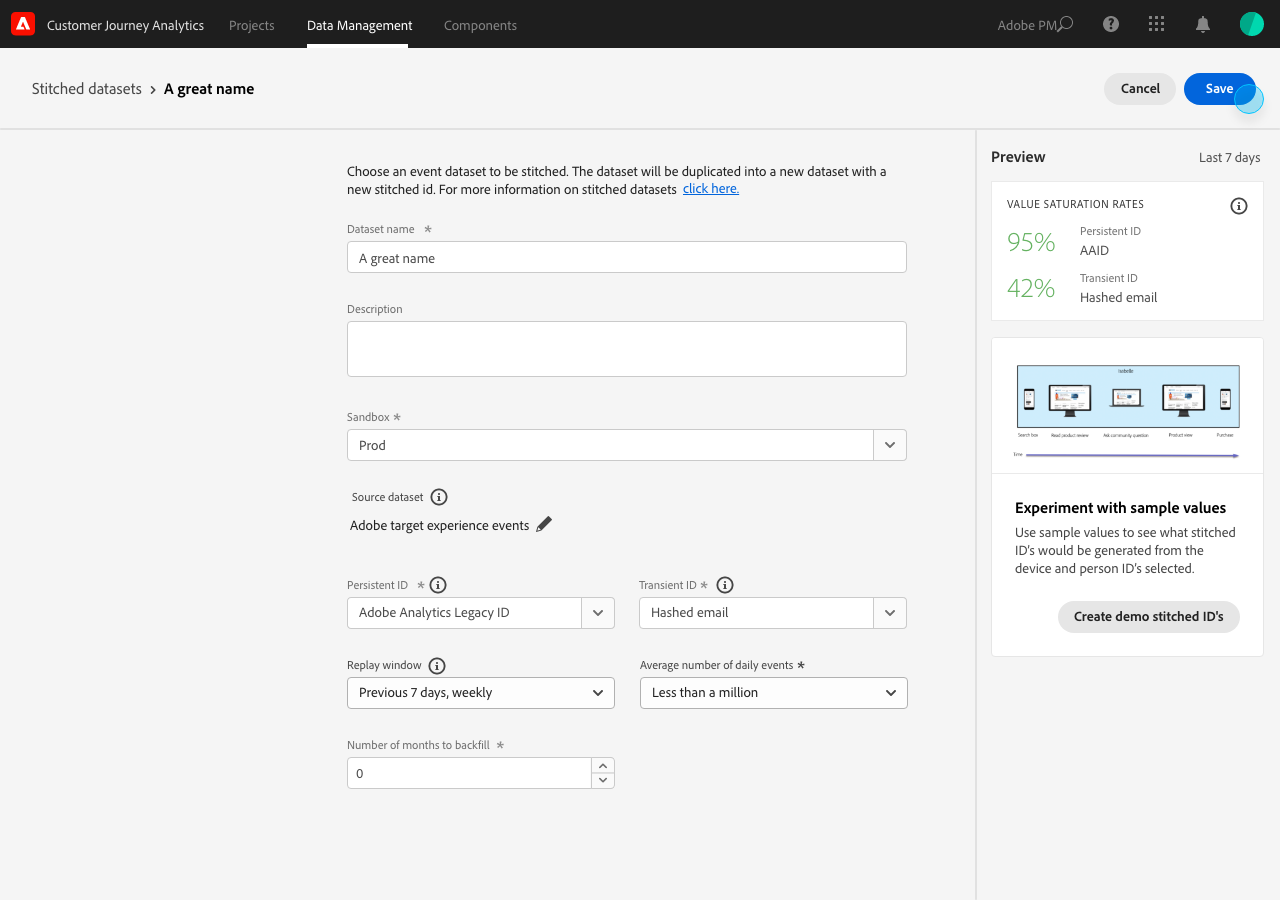 Customer Journey Analytics Projects Data Management Components Adobe PM
Stitched datasets > A great name Cancel Save
Choose an event dataset to be stitched. The dataset will be duplicated into a new dataset with a
new stitched id. For more information on stitched datasets click here.
Dataset name *
A great name
Description
Sandbox *
Prod
Source dataset
Adobe target experience events
Persistent ID * Transient ID *
Adobe Analytics Legacy ID Hashed email
Replay window Average number of daily events *
Previous 7 days, weekly Less than a million
Number of months to backfill *
0
Preview Last 7 days
VALUE SATURATION RATES
95% Persistent ID
AAID
42% Transient ID
Hashed email
Isabelle
Search box Read product review Ask community question Product view Purchase
Time
Experiment with sample values
Use sample values to see what stitched
ID's would be generated from the
device and person ID's selected.
Create demo stitched ID's